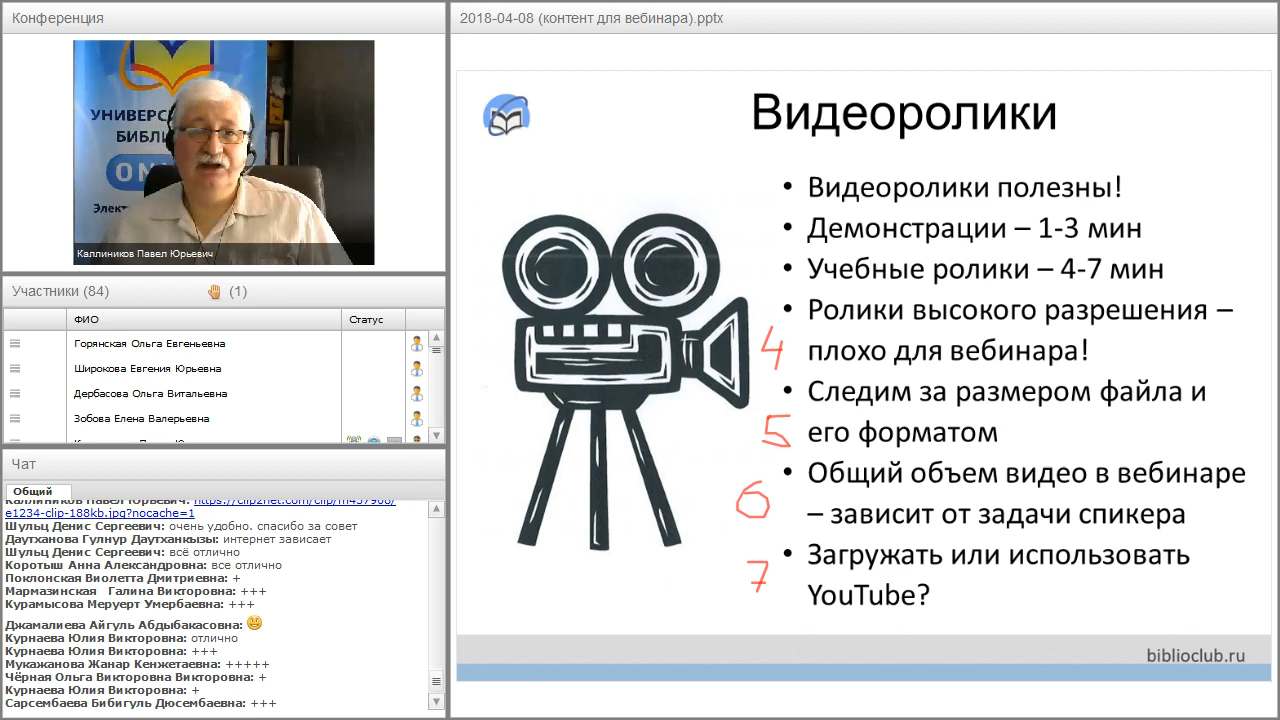 Конференция
УНИВЕРС
БИБЛИ
ON
Элект
Каллиников Павел Юрьевич
Участники (84)
(1)
ФИО
Статус
Горянская Ольга Евгеньевна
Широкова Евгения Юрьевна
Дербасова Ольга Витальевна
Зобова Елена Валерьевна
Чат
Общий
Каллиников Павел Юрьевич: https://clip2net.com/clip/m457968/
e1234-clip-188kb.jpg?nocache=1
Шульц Денис Сергеевич: очень удобно. спасибо за совет
Даутханова Гулнур Даутханкызы: интернет зависает
Шульц Денис Сергеевич: всё отлично
Коротыш Анна Александровна: все отлично
Поклонская Виолетта Дмитриевна: +
Мармазинская Галина Викторовна: +++
Курамысова Меруерт Умербаевна: +++
Джамалиева Айгуль Абдыбакасовна:
Курнаева Юлия Викторовна: отлично
Курнаева Юлия Викторовна: +++
Мукажанова Жанар Кенжетаевна: +++++
Чёрная Ольга Викторовна Викторовна: +
Курнаева Юлия Викторовна: +
Сарсембаева Бибигуль Дюсембаевна: +++
2018-04-08 (контент для вебинара).pptx
Видеоролики
• Видеоролики полезны!
• Демонстрации – 1-3 мин
• Учебные ролики – 4-7 мин
• Ролики высокого разрешения –
4 плохо для вебинара!
• Следим за размером файла и
5 его форматом
• Общий объем видео в вебинаре
6 – зависит от задачи спикера
• Загружать или использовать
7 YouTube?
biblioclub.ru